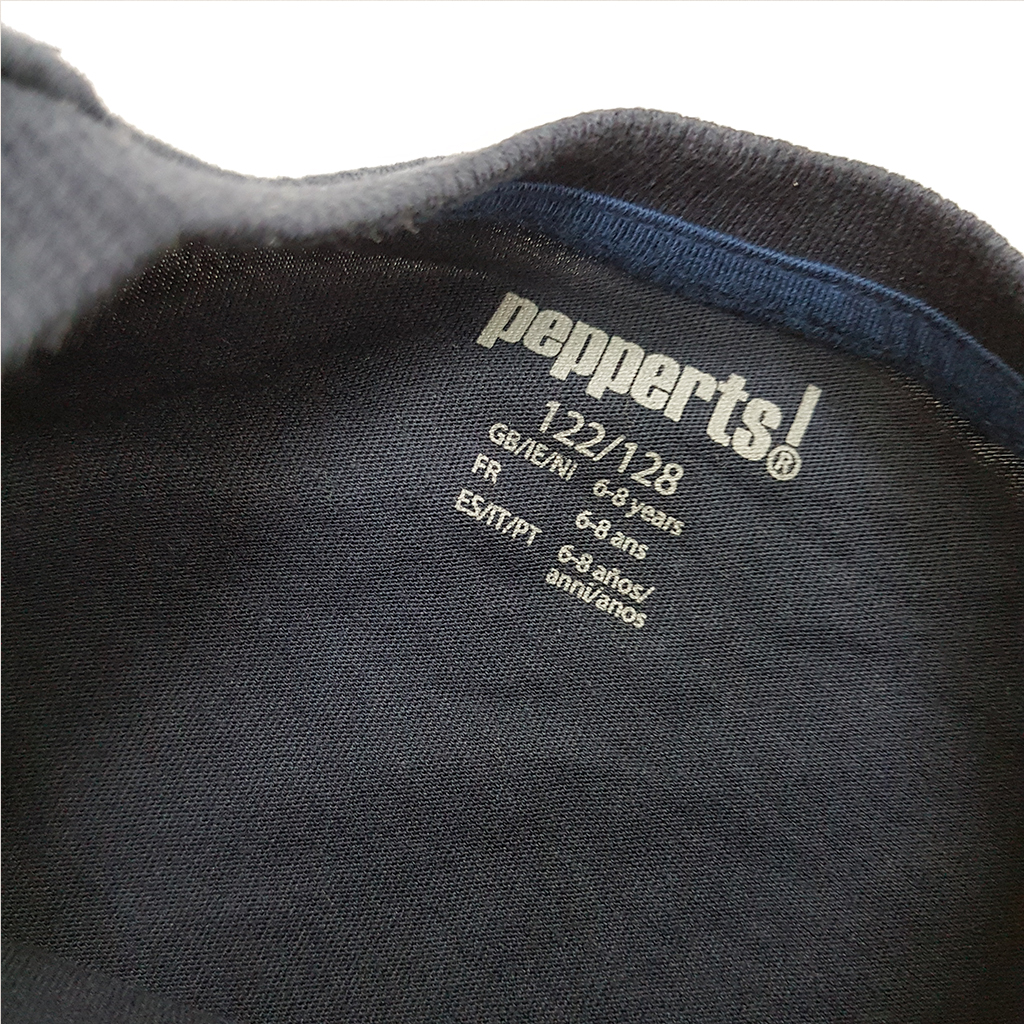 pepperts!®
122/128
GB/IE/NI 6-8 years
FR 6-8 ans
ES/IT/PT 6-8 años/
anni/anos